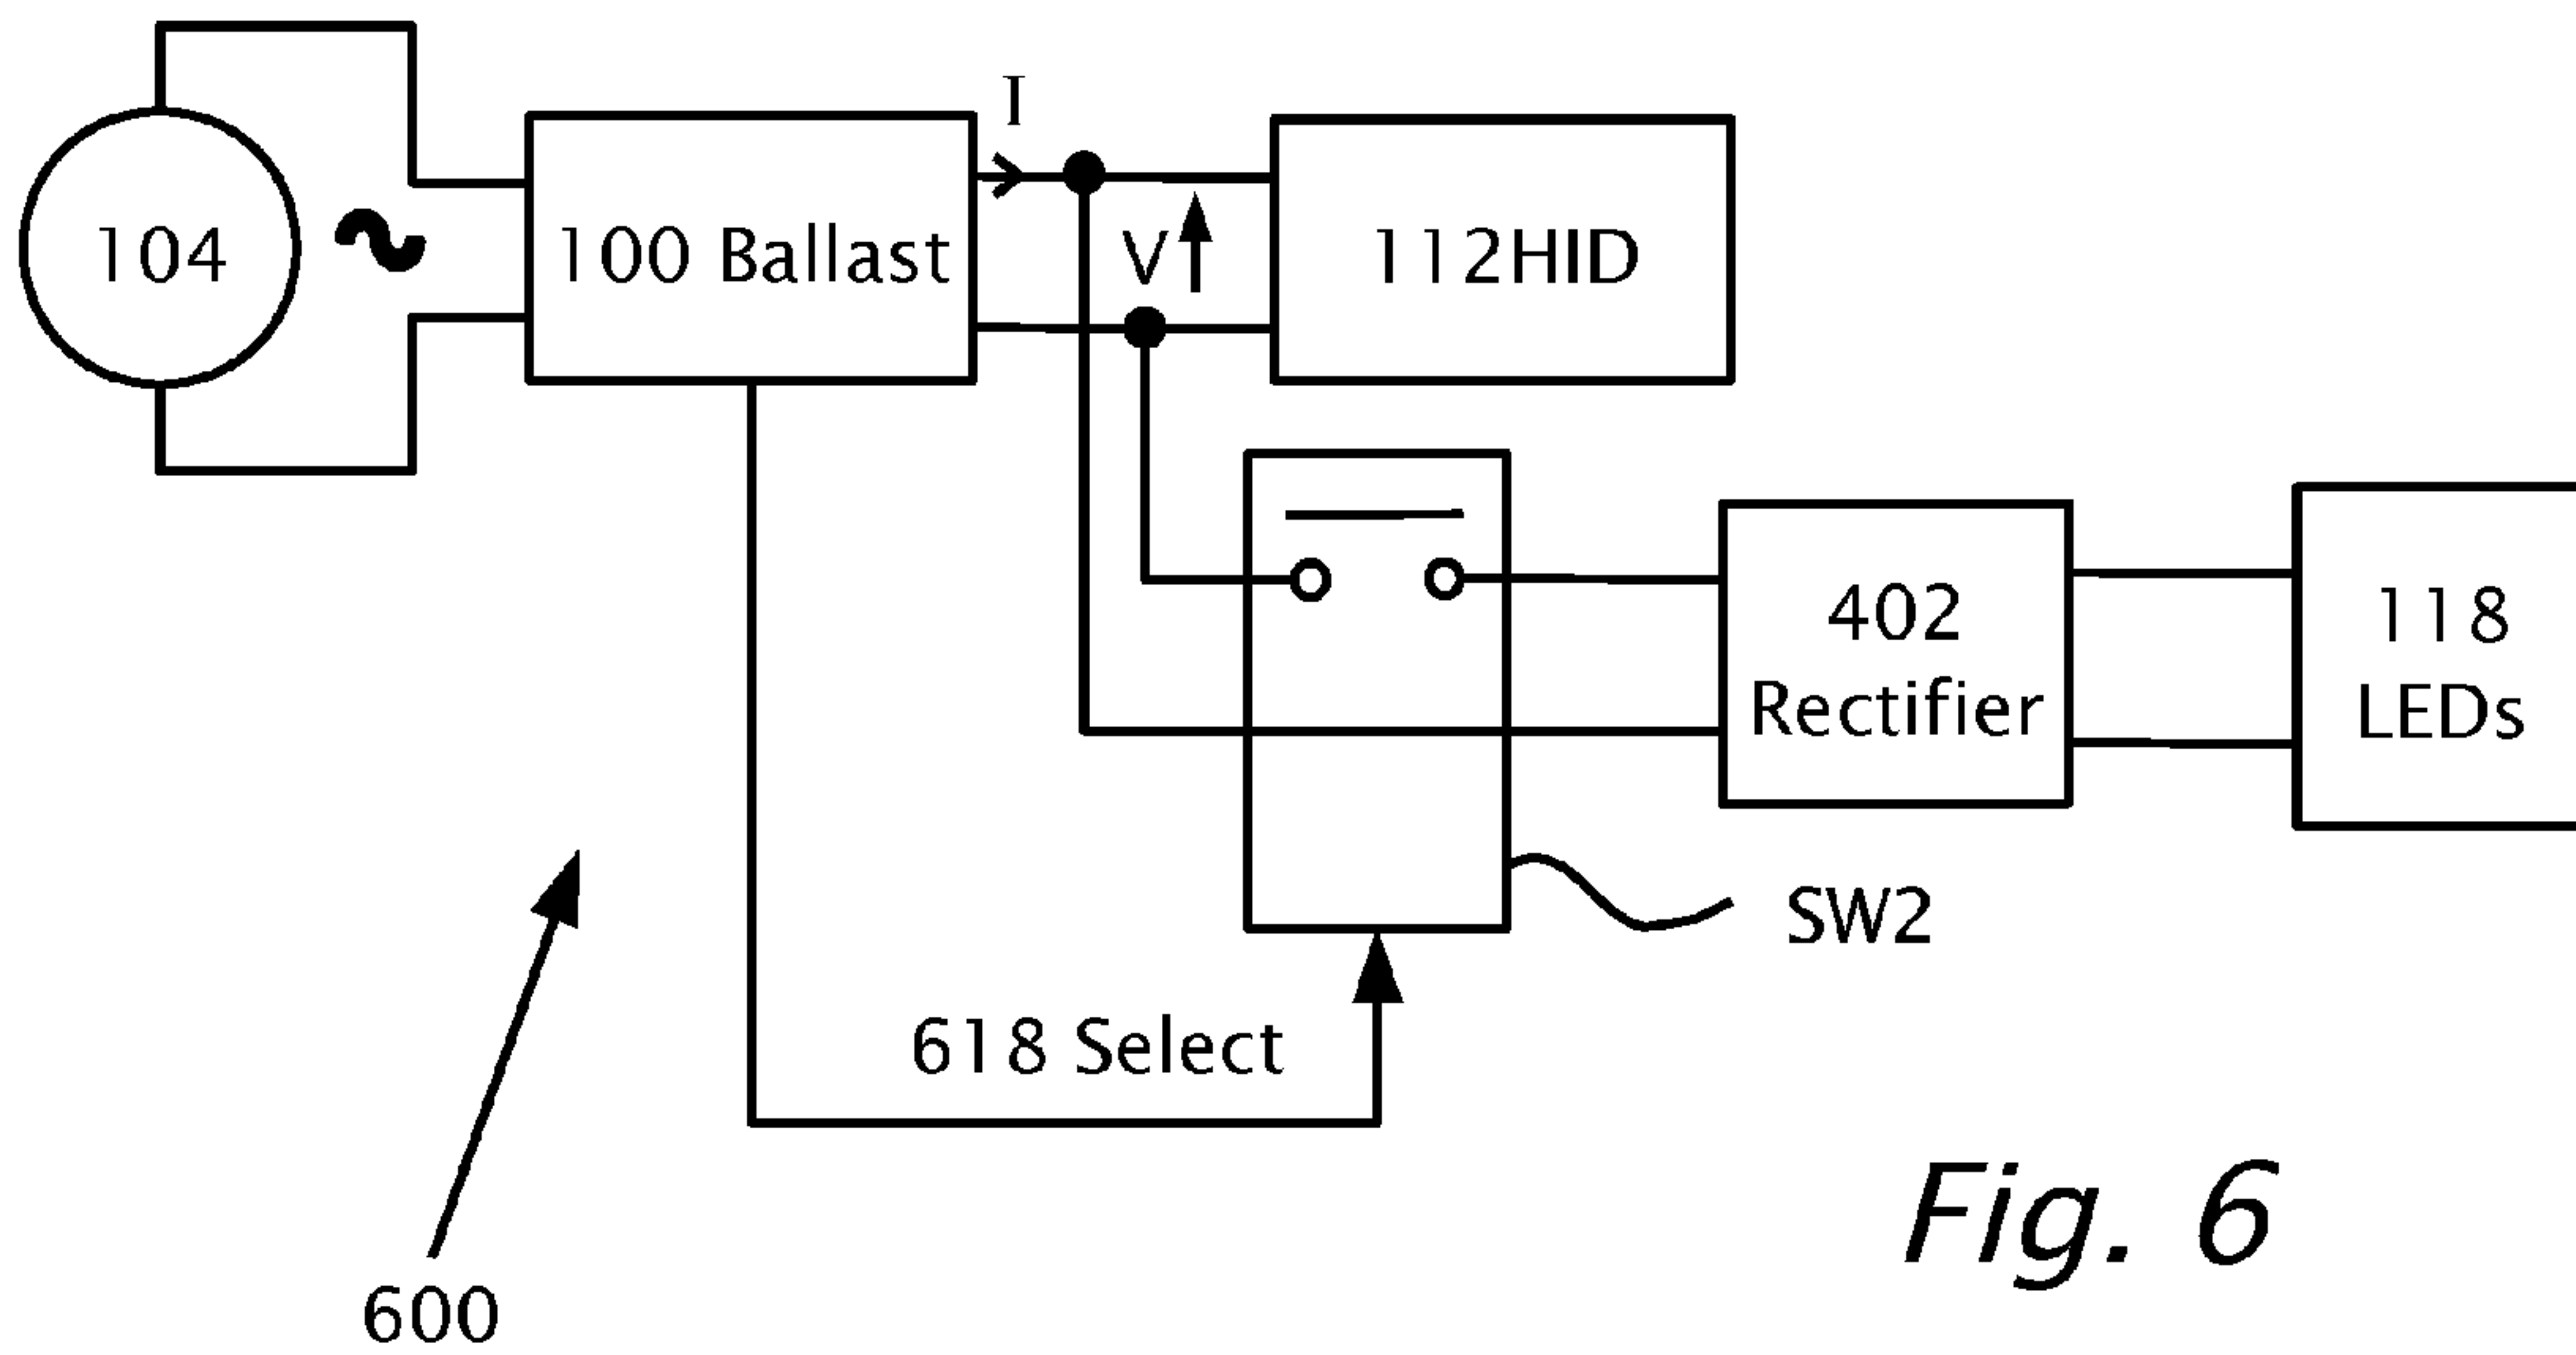 I
104
100 Ballast
V
112HID
402
Rectifier
118
LEDs
SW2
618 Select
600
Fig. 6